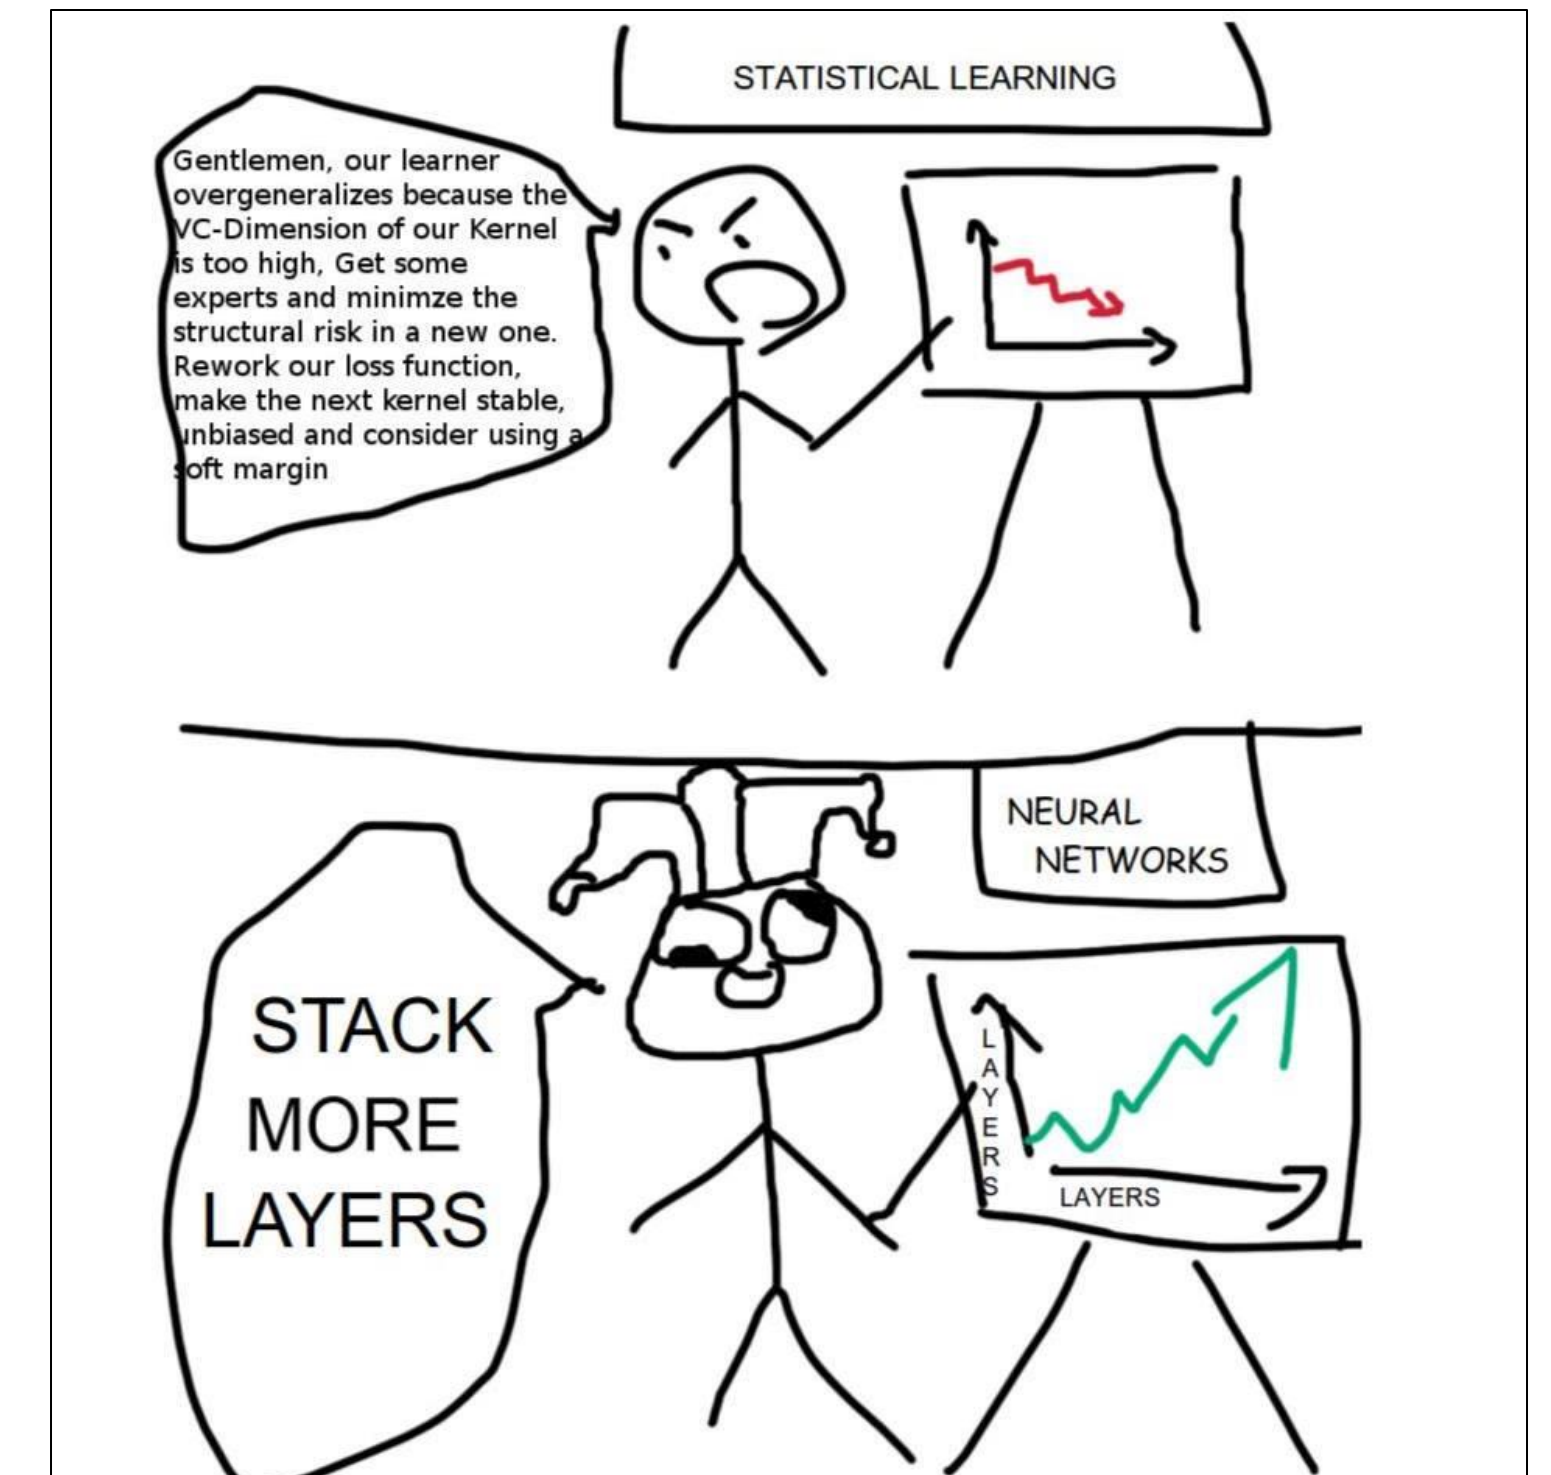 STATISTICAL LEARNING
Gentlemen, our learner
overgeneralizes because the
VC-Dimension of our Kernel
is too high, Get some
experts and minimze the
structural risk in a new one.
Rework our loss function,
make the next kernel stable,
unbiased and consider using a
soft margin
NEURAL
NETWORKS
STACK
MORE
LAYERS
LAYERS
LAYERS